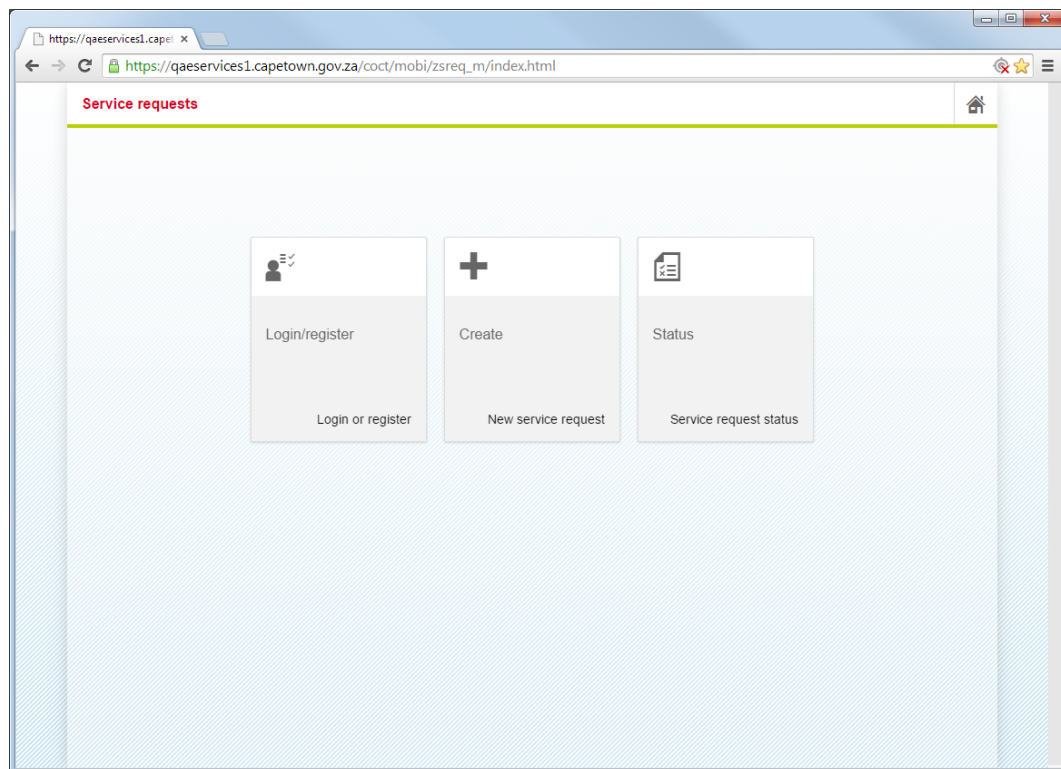 https://qaeservices1.cape
https://qaeservices1.capetown.gov.za/coct/mobi/zsreq_m/index.html
Service requests
Login/register
Create
Status
Login or register
New service request
Service request status